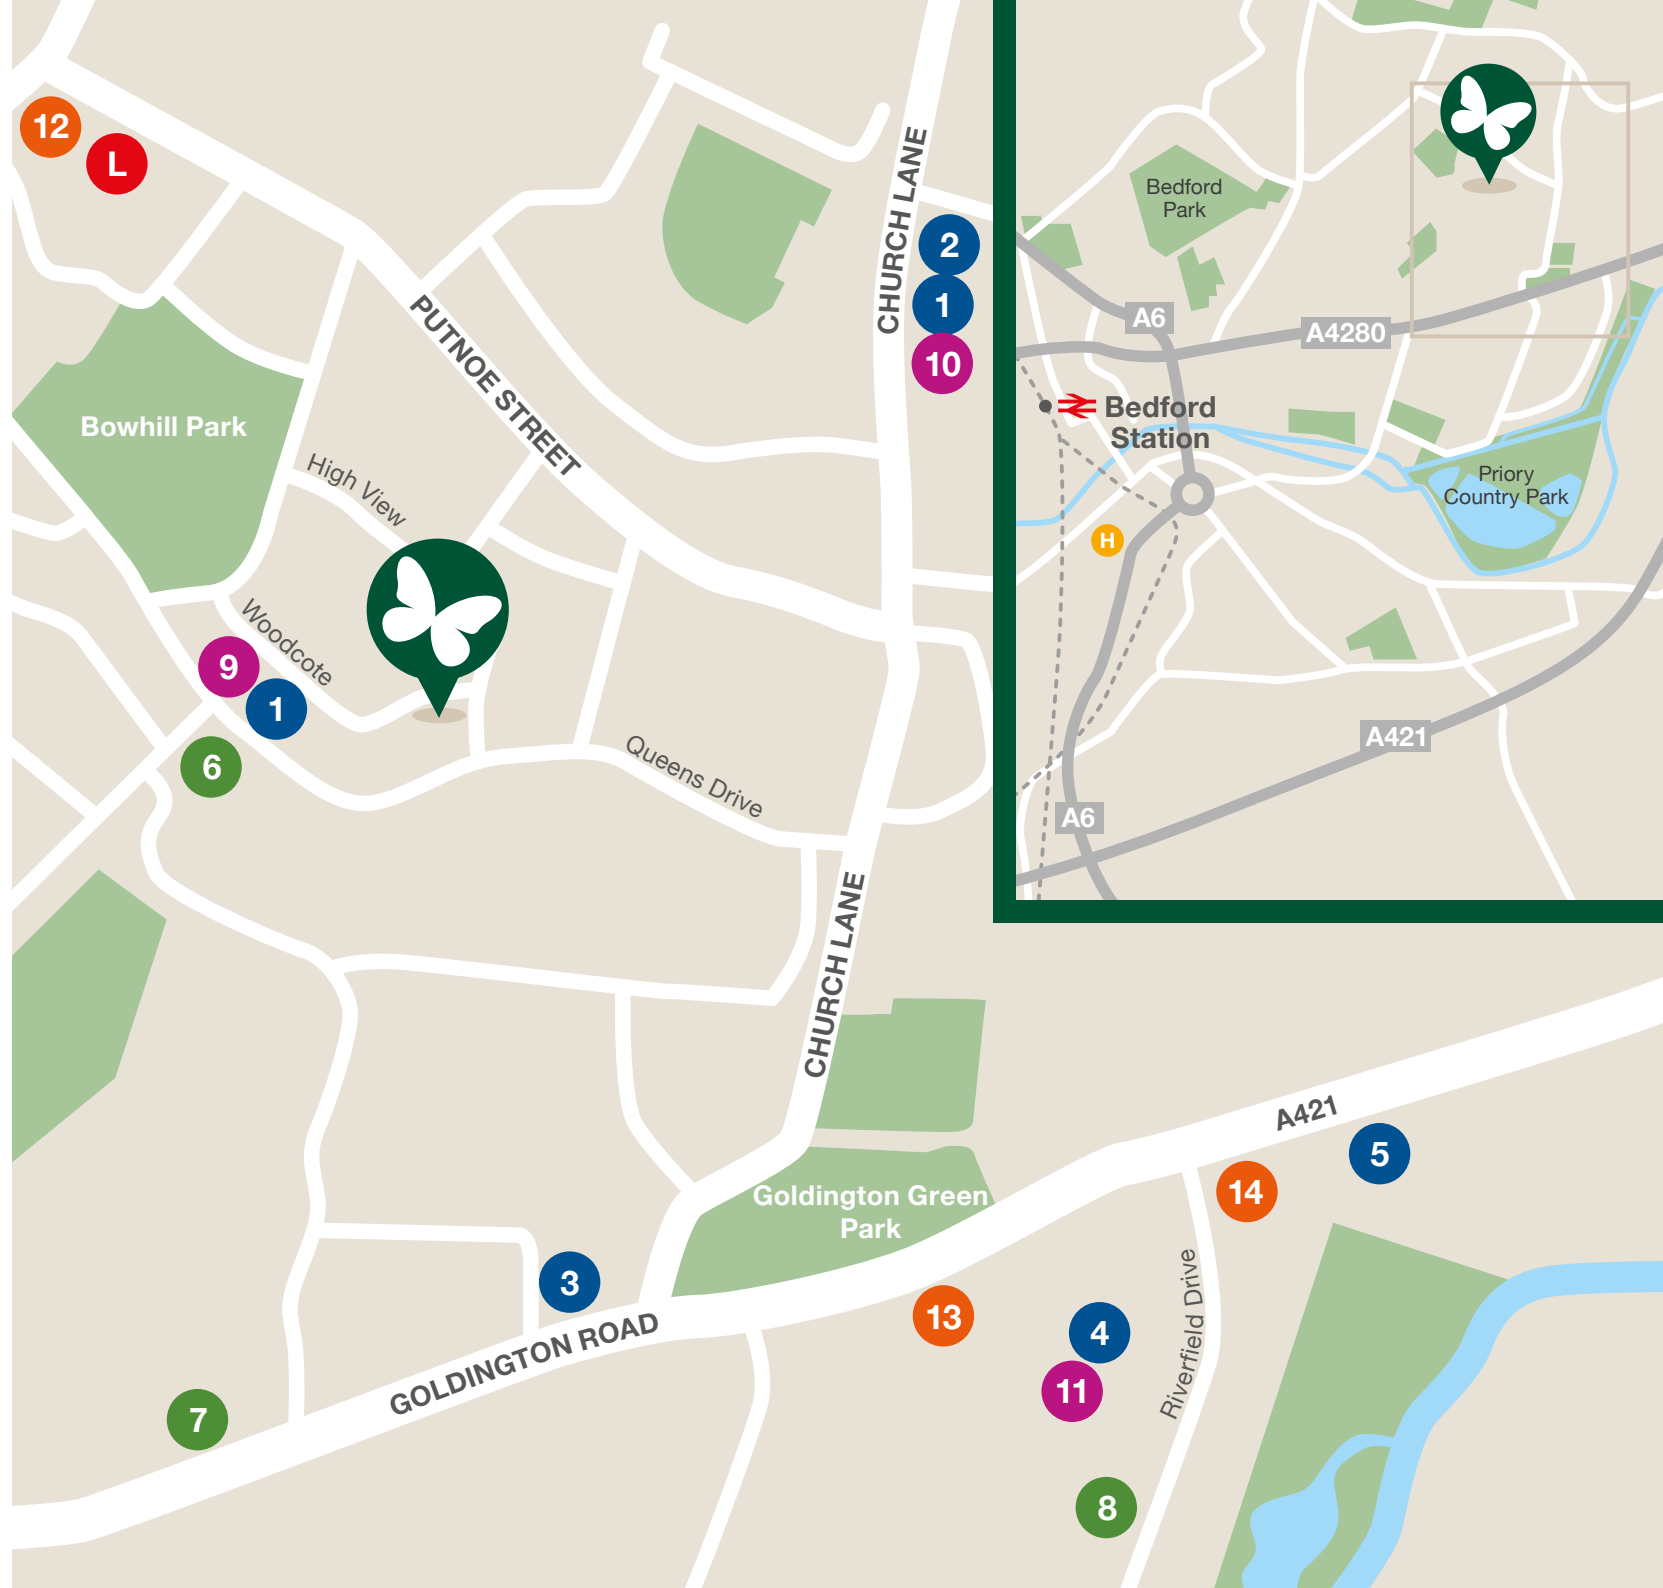 12
L
CHURCH LANE
2
1
10
PUTNOE STREET
Bowhill Park
High View
Woodcote
9
1
6
Queens Drive
CHURCH LANE
Goldington Green
Park
A421
5
14
3
13
GOLDINGTON ROAD
4
11
Riverfield Drive
7
8
Bedford
Park
A6
A4280
Bedford
Station
Priory
Country Park
H
A421
A6